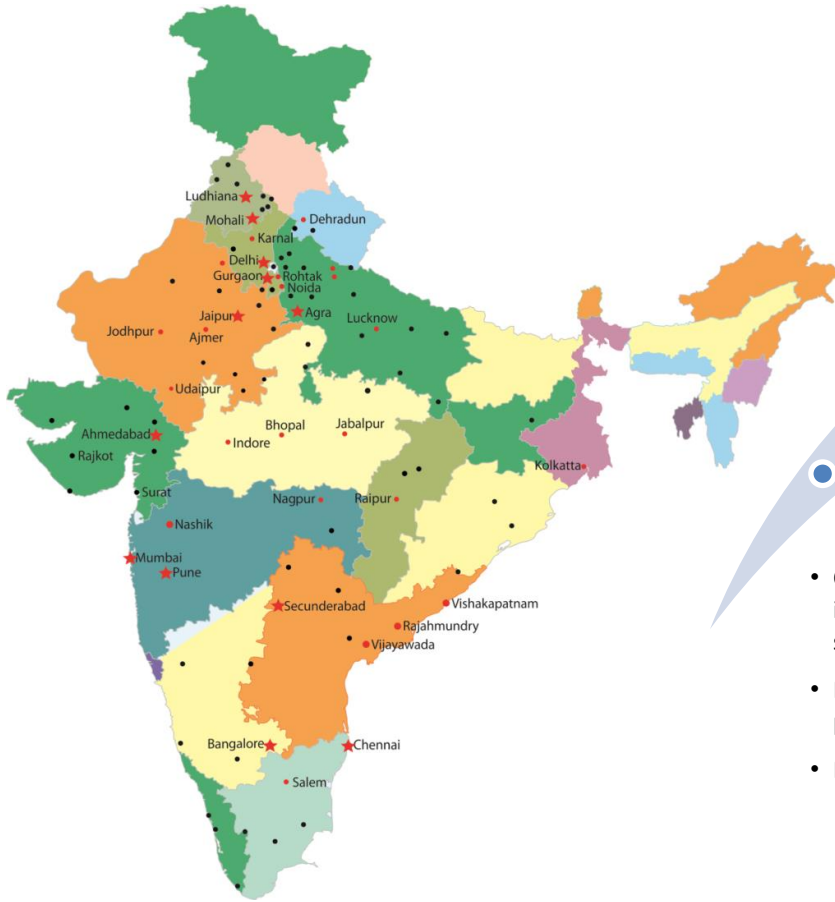 Ludhiana
Mohali
Dehradun
Karnal
Delhi
Gurgaon
Rohtak
Noida
Jaipur
Agra
Lucknow
Jodhpur
Ajmer
Udaipur
Ahmedabad
Bhopal
Jabalpur
Indore
Rajkot
Kolkatta
Surat
Nagpur
Raipur
Nashik
Mumbai
Pune
Secunderabad
Vishakapatnam
Rajahmundry
Vijayawada
Bangalore
Chennai
Salem